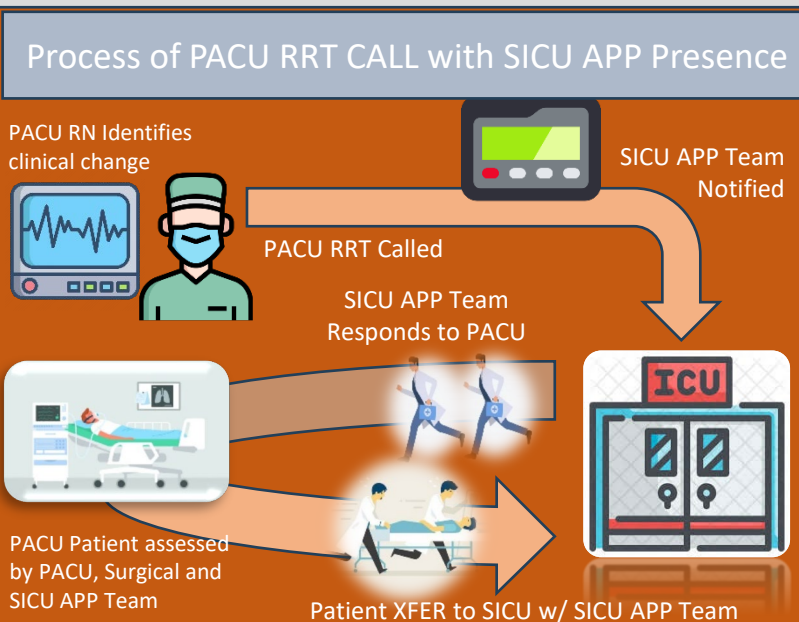 Process of PACU RRT CALL with SICU APP Presence
PACU RN Identifies
clinical change
SICU APP Team
Notified
PACU RRT Called
SICU APP Team
Responds to PACU
ICU
PACU Patient assessed
by PACU, Surgical and
SICU APP Team
Patient XFER to SICU w/ SICU APP Team